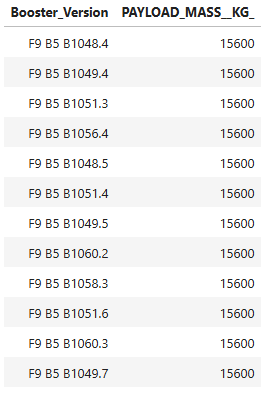 Booster_Version PAYLOAD_MASS__KG_
F9 B5 B1048.4 15600
F9 B5 B1049.4 15600
F9 B5 B1051.3 15600
F9 B5 B1056.4 15600
F9 B5 B1048.5 15600
F9 B5 B1051.4 15600
F9 B5 B1049.5 15600
F9 B5 B1060.2 15600
F9 B5 B1058.3 15600
F9 B5 B1051.6 15600
F9 B5 B1060.3 15600
F9 B5 B1049.7 15600